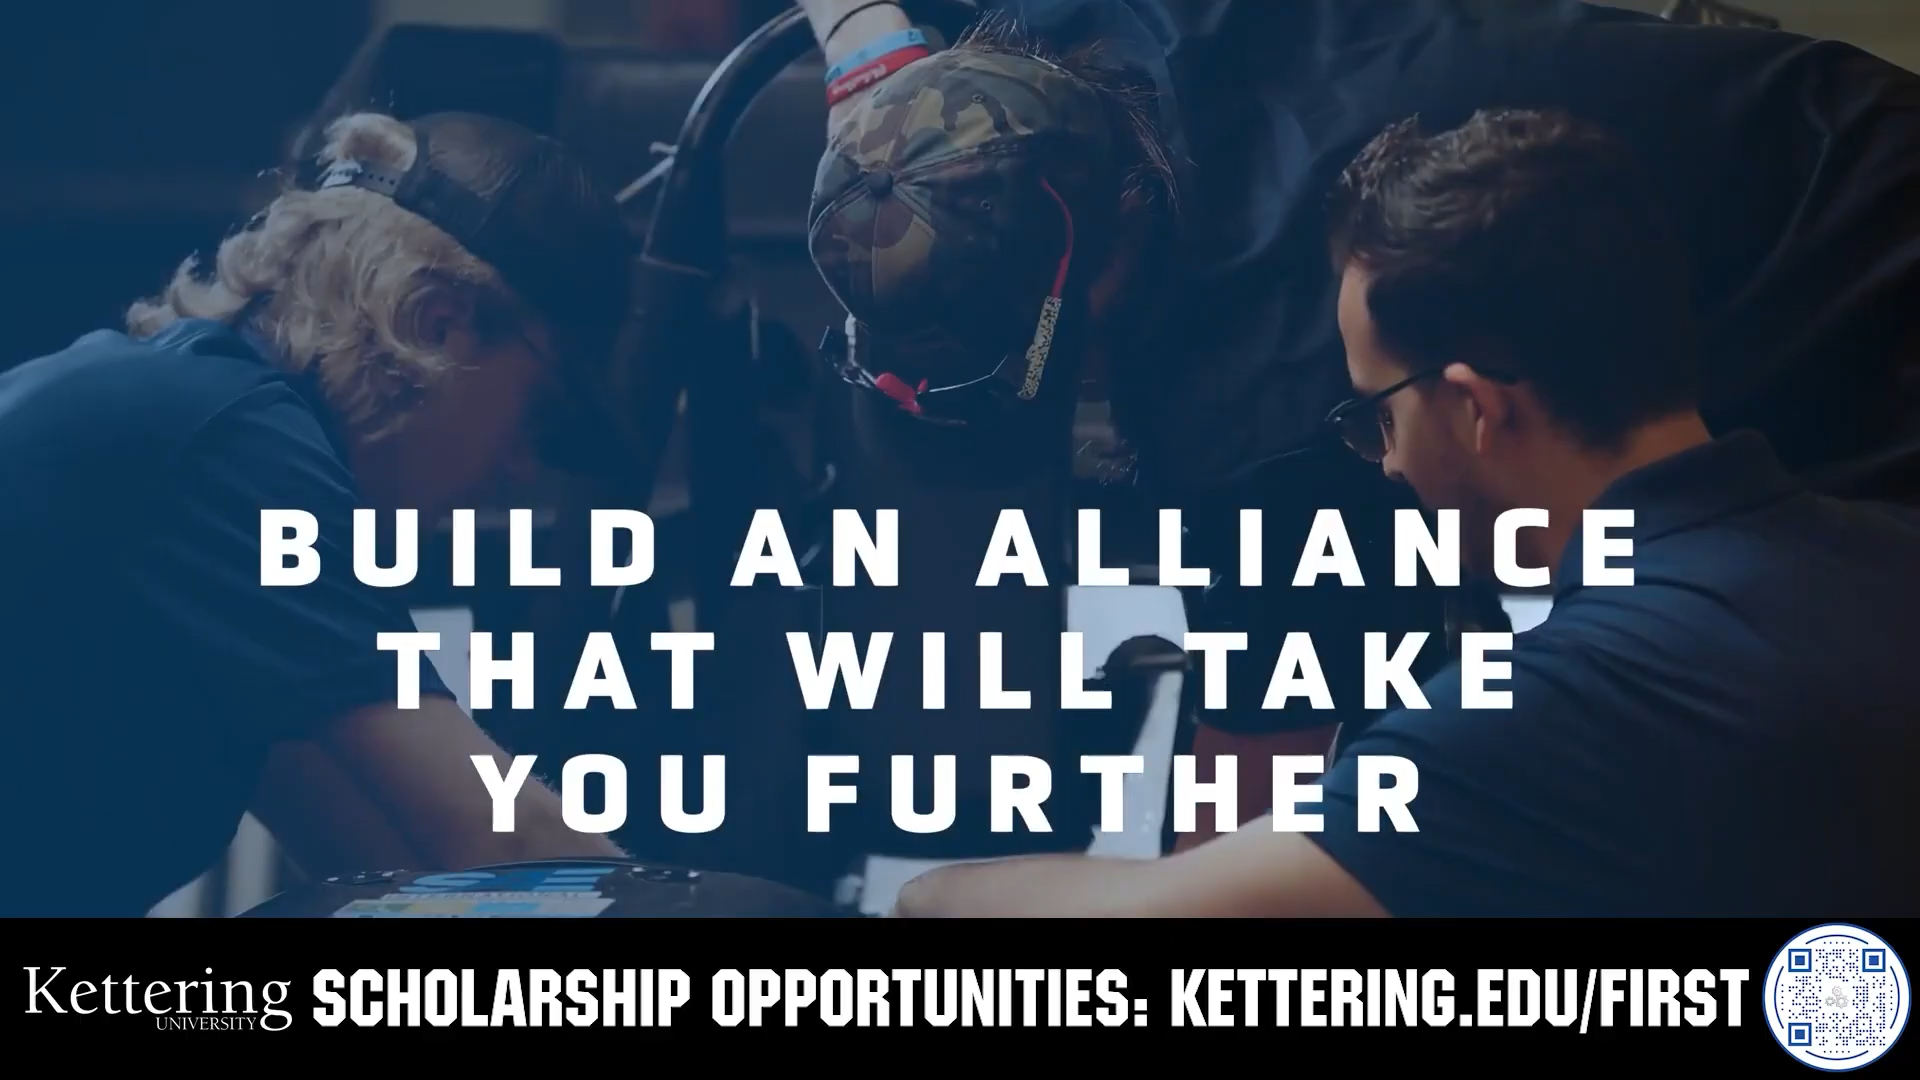 BUILD AN ALLIANCE
THAT WILL TAKE
YOU FURTHER
Kettering
UNIVERSITY
SCHOLARSHIP OPPORTUNITIES: KETTERING.EDU/FIRST